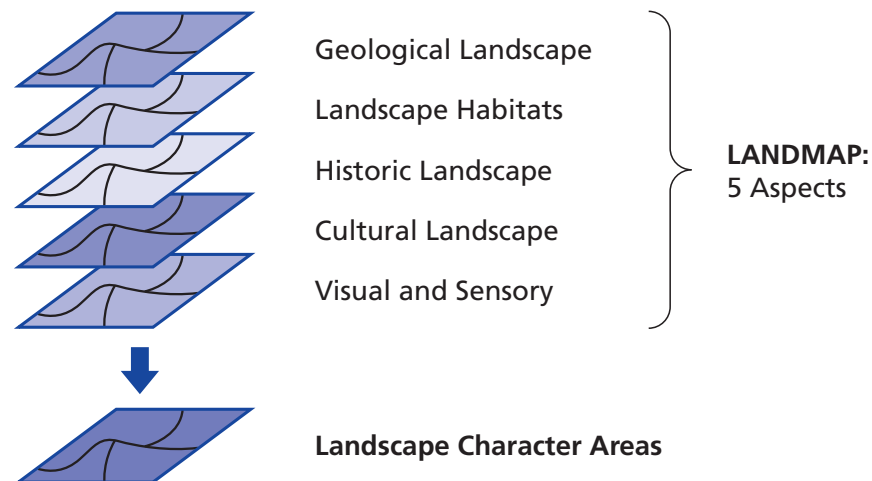 Geological Landscape
Landscape Habitats
Historic Landscape
Cultural Landscape
Visual and Sensory
LANDMAP:
5 Aspects
Landscape Character Areas